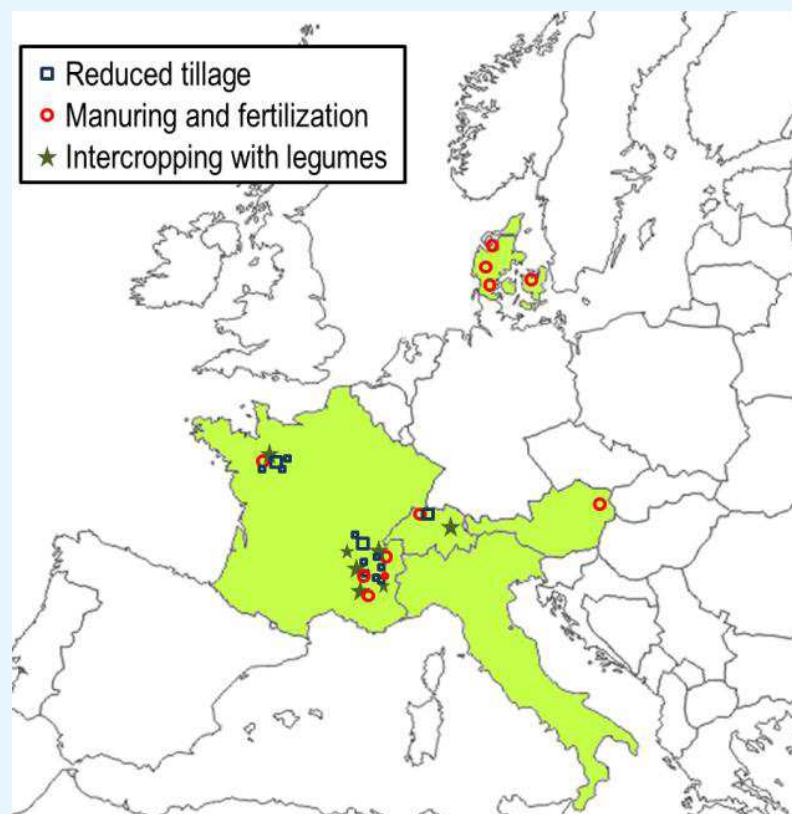 Reduced tillage
Manuring and fertilization
Intercropping with legumes